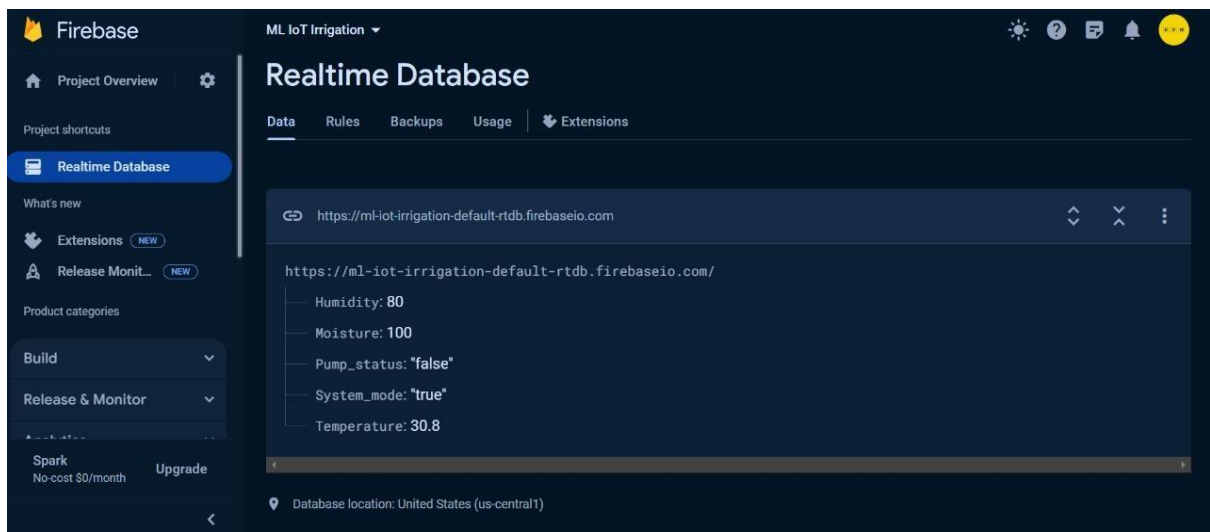 Firebase
Project Overview
Project shortcuts
Realtime Database
What's new
Extensions NEW
Release Monit... NEW
Product categories
Build
Release & Monitor
Spark
No-cost $0/month
Upgrade
ML IoT Irrigation
Realtime Database
Data Rules Backups Usage Extensions
https://ml-iot-irrigation-default-rtdb.firebaseio.com
https://ml-iot-irrigation-default-rtdb.firebaseio.com/
Humidity: 80
Moisture: 100
Pump_status: "false"
System_mode: "true"
Temperature: 30.8
Database location: United States (us-central1)